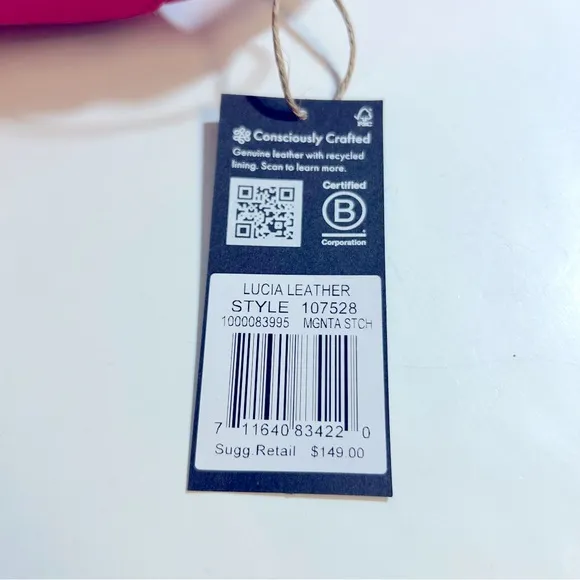 FSC
Consciously Crafted
Genuine leather with recycled
lining. Scan to learn more.
Certified
B
Corporation
LUCIA LEATHER
STYLE 107528
1000083995 MGNTA STCH
7 11640 83422 0
Sugg.Retail $149.00